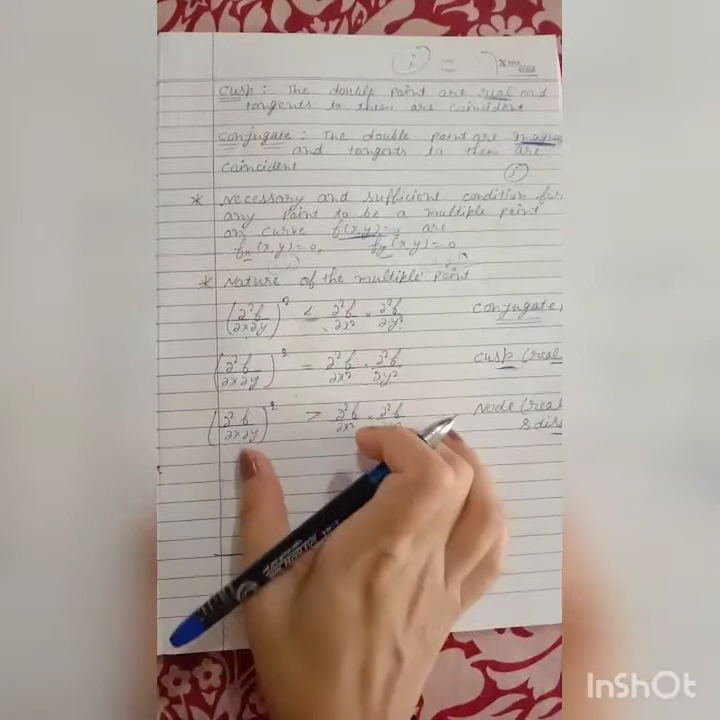 Cusp : The double point are real and
tangents to them are coincident
Conjugate : The double point are
and tangents to them are
Coincident
* Necessary and sufficient condition for
any point to be a multiple point
on curve f(x,y)=0 are
fx(x,y)=0, fy(x,y)=0
* Nature of the multiple point
(∂²f/∂x∂y)² < ∂²f/∂x² × ∂²f/∂y² Conjugate
(∂²f/∂x∂y)² = ∂²f/∂x² · ∂²f/∂y² Cusp (real
(∂²f/∂x∂y)² > ∂²f/∂x² × Node (real
& dis
InShOt